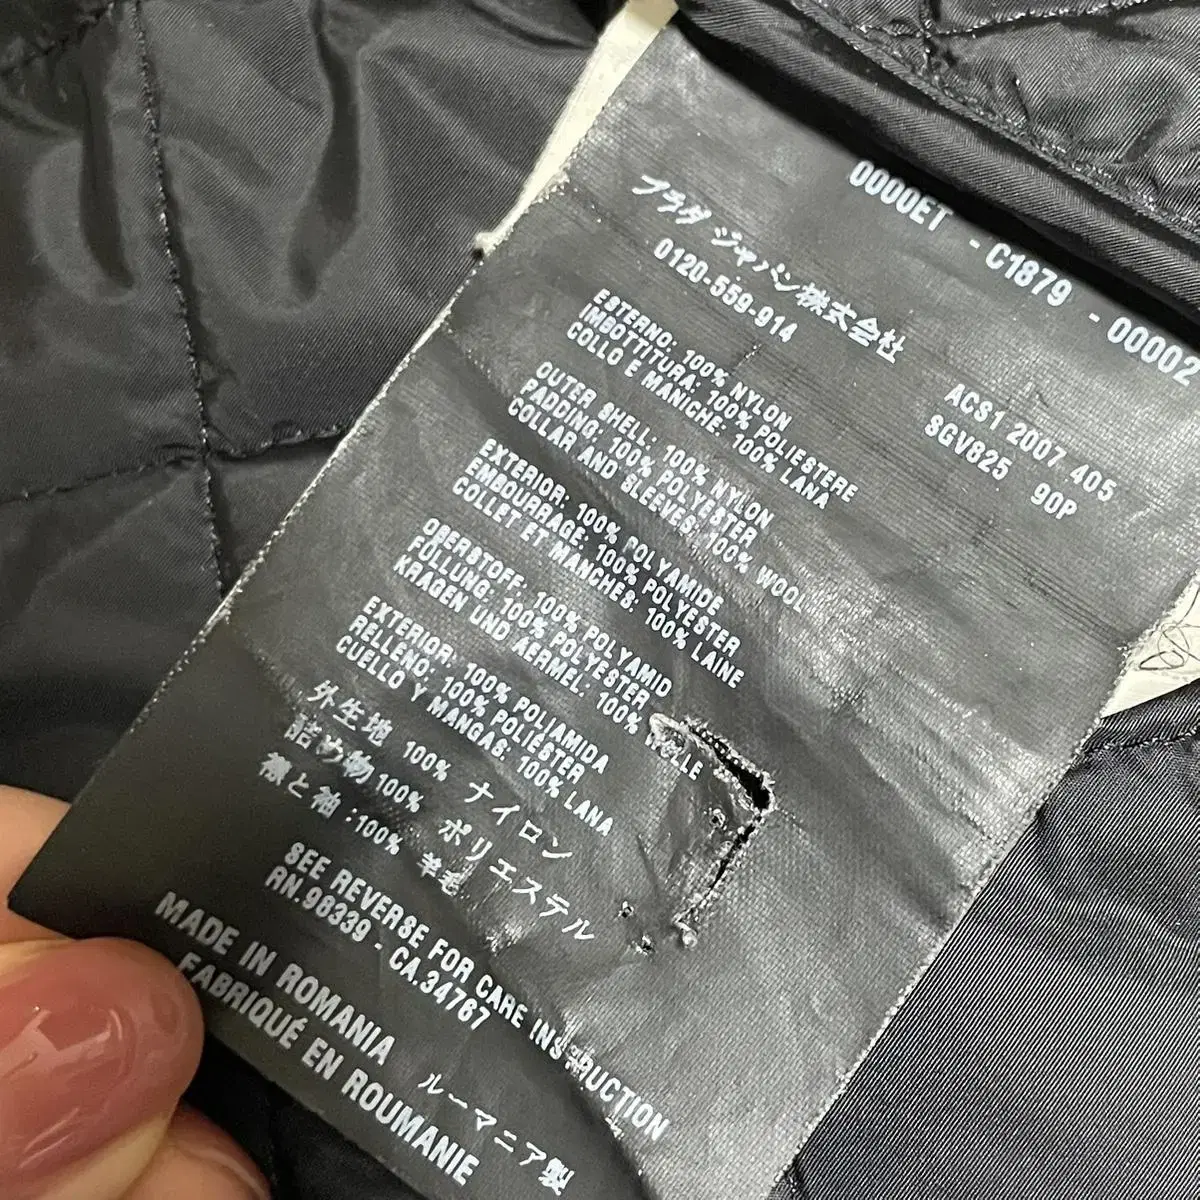 0000ET - C1879 - 00002
プラダ ジャパン株式会社
0120-559-914
ACS1 2007 405
SGV825 90P
ESTERNO: 100% NYLON
IMBOTTITURA: 100% POLIESTERE
COLLO E MANICHE: 100% LANA
OUTER SHELL: 100% NYLON
PADDING: 100% POLYESTER
COLLAR AND SLEEVES: 100% WOOL
EXTERIOR: 100% POLYAMIDE
EMBOURRAGE: 100% POLYESTER
COLLET ET MANCHES: 100% LAINE
OBERSTOFF: 100% POLYAMID
FÜLLUNG: 100% POLYESTER
KRAGEN UND AERMEL: 100% WOLLE
EXTERIOR: 100% POLIAMIDA
RELLENO: 100% POLIESTER
CUELLO Y MANGAS: 100% LANA
外生地 100% ナイロン
詰め物100% ポリエステル
襟と袖:100% 羊毛
SEE REVERSE FOR CARE INSTRUCTION
RN.96339 - CA.34767
MADE IN ROMANIA ルーマニア製
FABRIQUÉ EN ROUMANIE